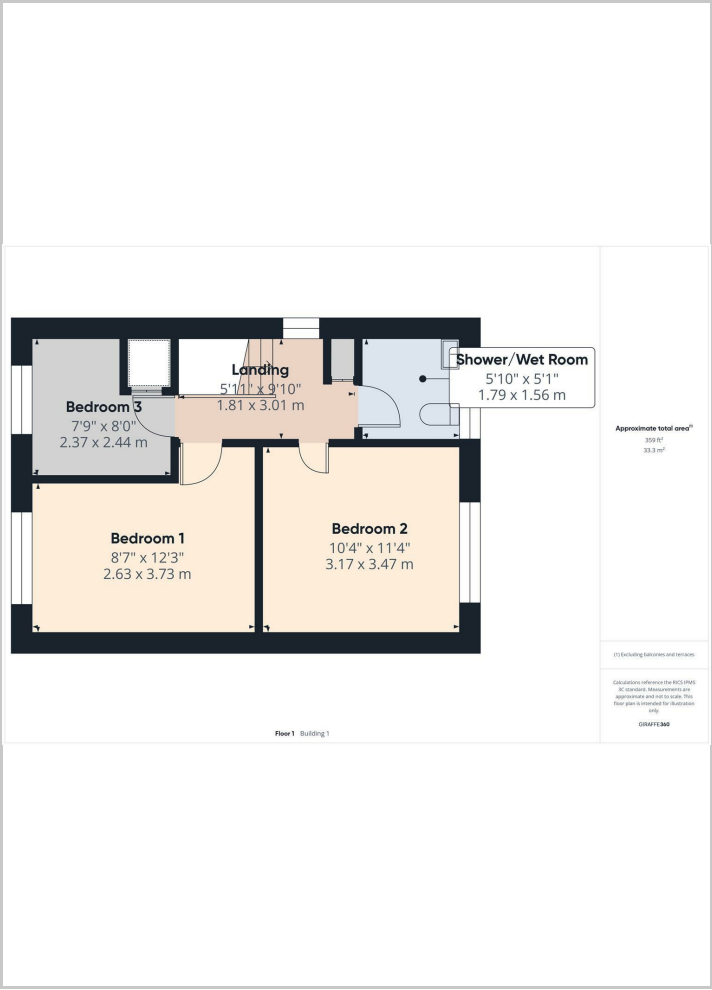 Landing
5'11" x 9'10"
1.81 x 3.01 m
Shower/Wet Room
5'10" x 5'1"
1.79 x 1.56 m
Bedroom 3
7'9" x 8'0"
2.37 x 2.44 m
Bedroom 1
8'7" x 12'3"
2.63 x 3.73 m
Bedroom 2
10'4" x 11'4"
3.17 x 3.47 m
Approximate total area⁽¹⁾
359 ft²
33.3 m²
(1) Excluding balconies and terraces
Calculations reference the RICS IPMS
3C standard. Measurements are
approximate and not to scale. This
floor plan is intended for illustration
only.
GIRAFFE360
Floor 1 Building 1